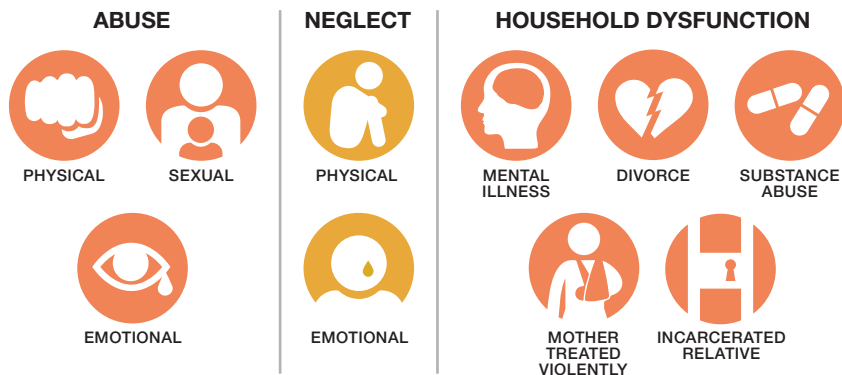 ABUSE
NEGLECT
HOUSEHOLD DYSFUNCTION
PHYSICAL
SEXUAL
PHYSICAL
MENTAL
ILLNESS
DIVORCE
SUBSTANCE
ABUSE
EMOTIONAL
EMOTIONAL
MOTHER
TREATED
VIOLENTLY
INCARCERATED
RELATIVE